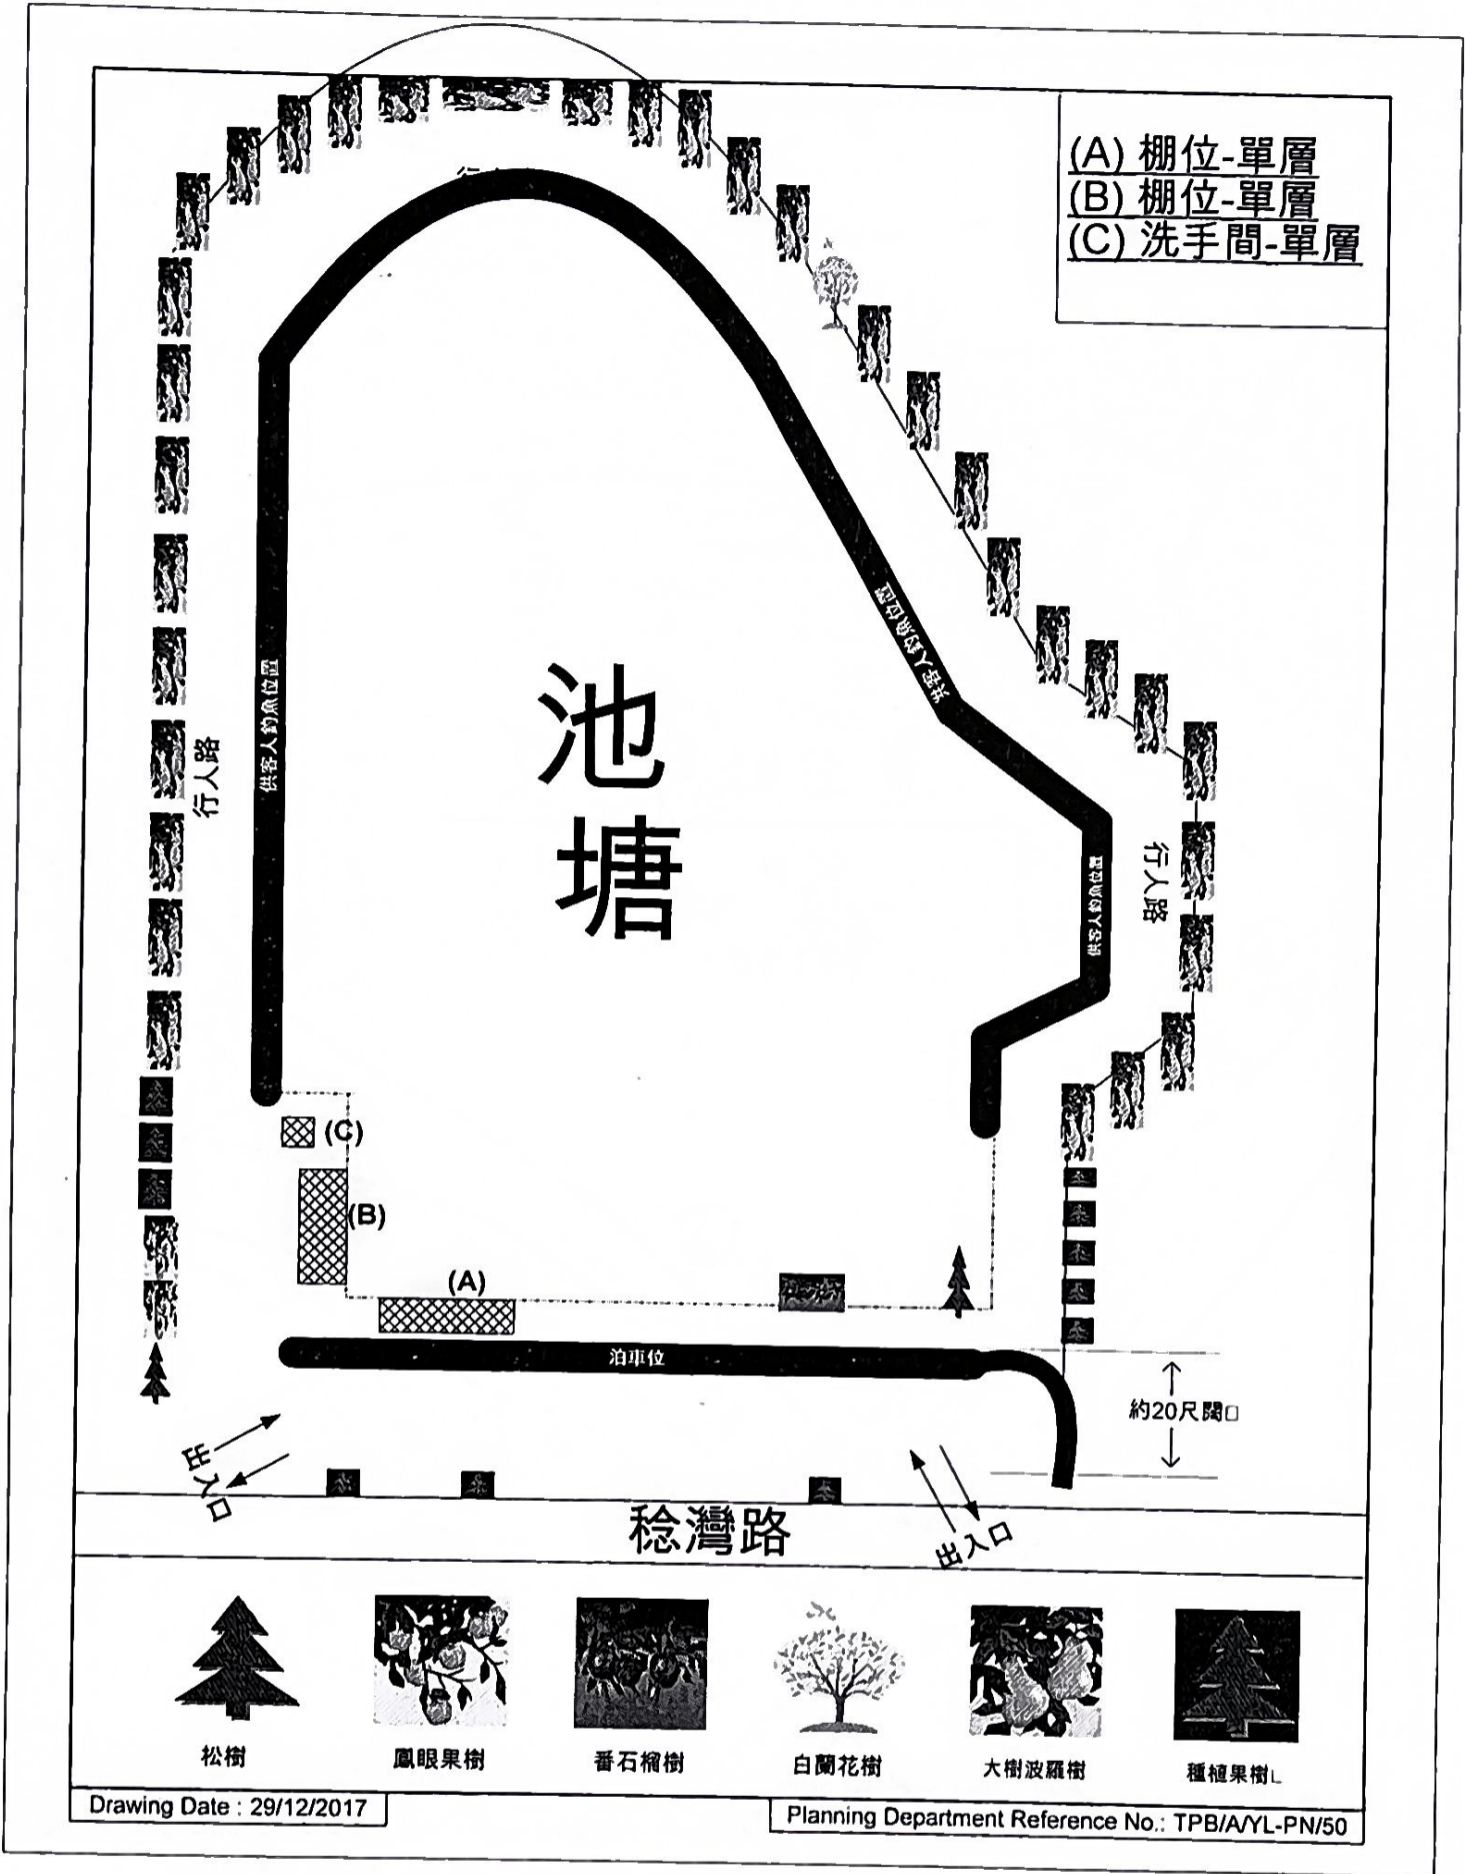 (A) 棚位-單層
(B) 棚位-單層
(C) 洗手間-單層
供客人釣魚位置
供客人釣魚位置
行人路
池
塘
行人路
供客人釣魚位置
(C)
(B)
(A)
泊車位
約20尺闊
出入口
稔灣路
出入口
松樹
鳳眼果樹
番石榴樹
白蘭花樹
大樹波羅樹
種植果樹
Drawing Date : 29/12/2017
Planning Department Reference No.: TPB/A/YL-PN/50